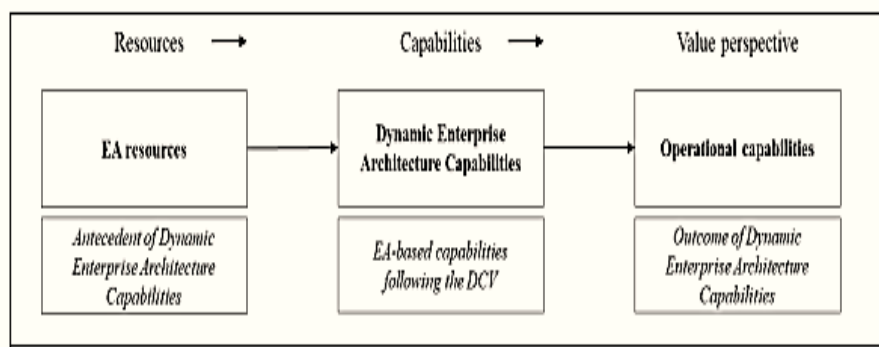 Resources → Capabilities → Value perspective
EA resources
Dynamic Enterprise
Architecture Capabilities
Operational capabilities
Antecedent of Dynamic
Enterprise Architecture
Capabilities
EA-based capabilities
following the DCV
Outcome of Dynamic
Enterprise Architecture
Capabilities